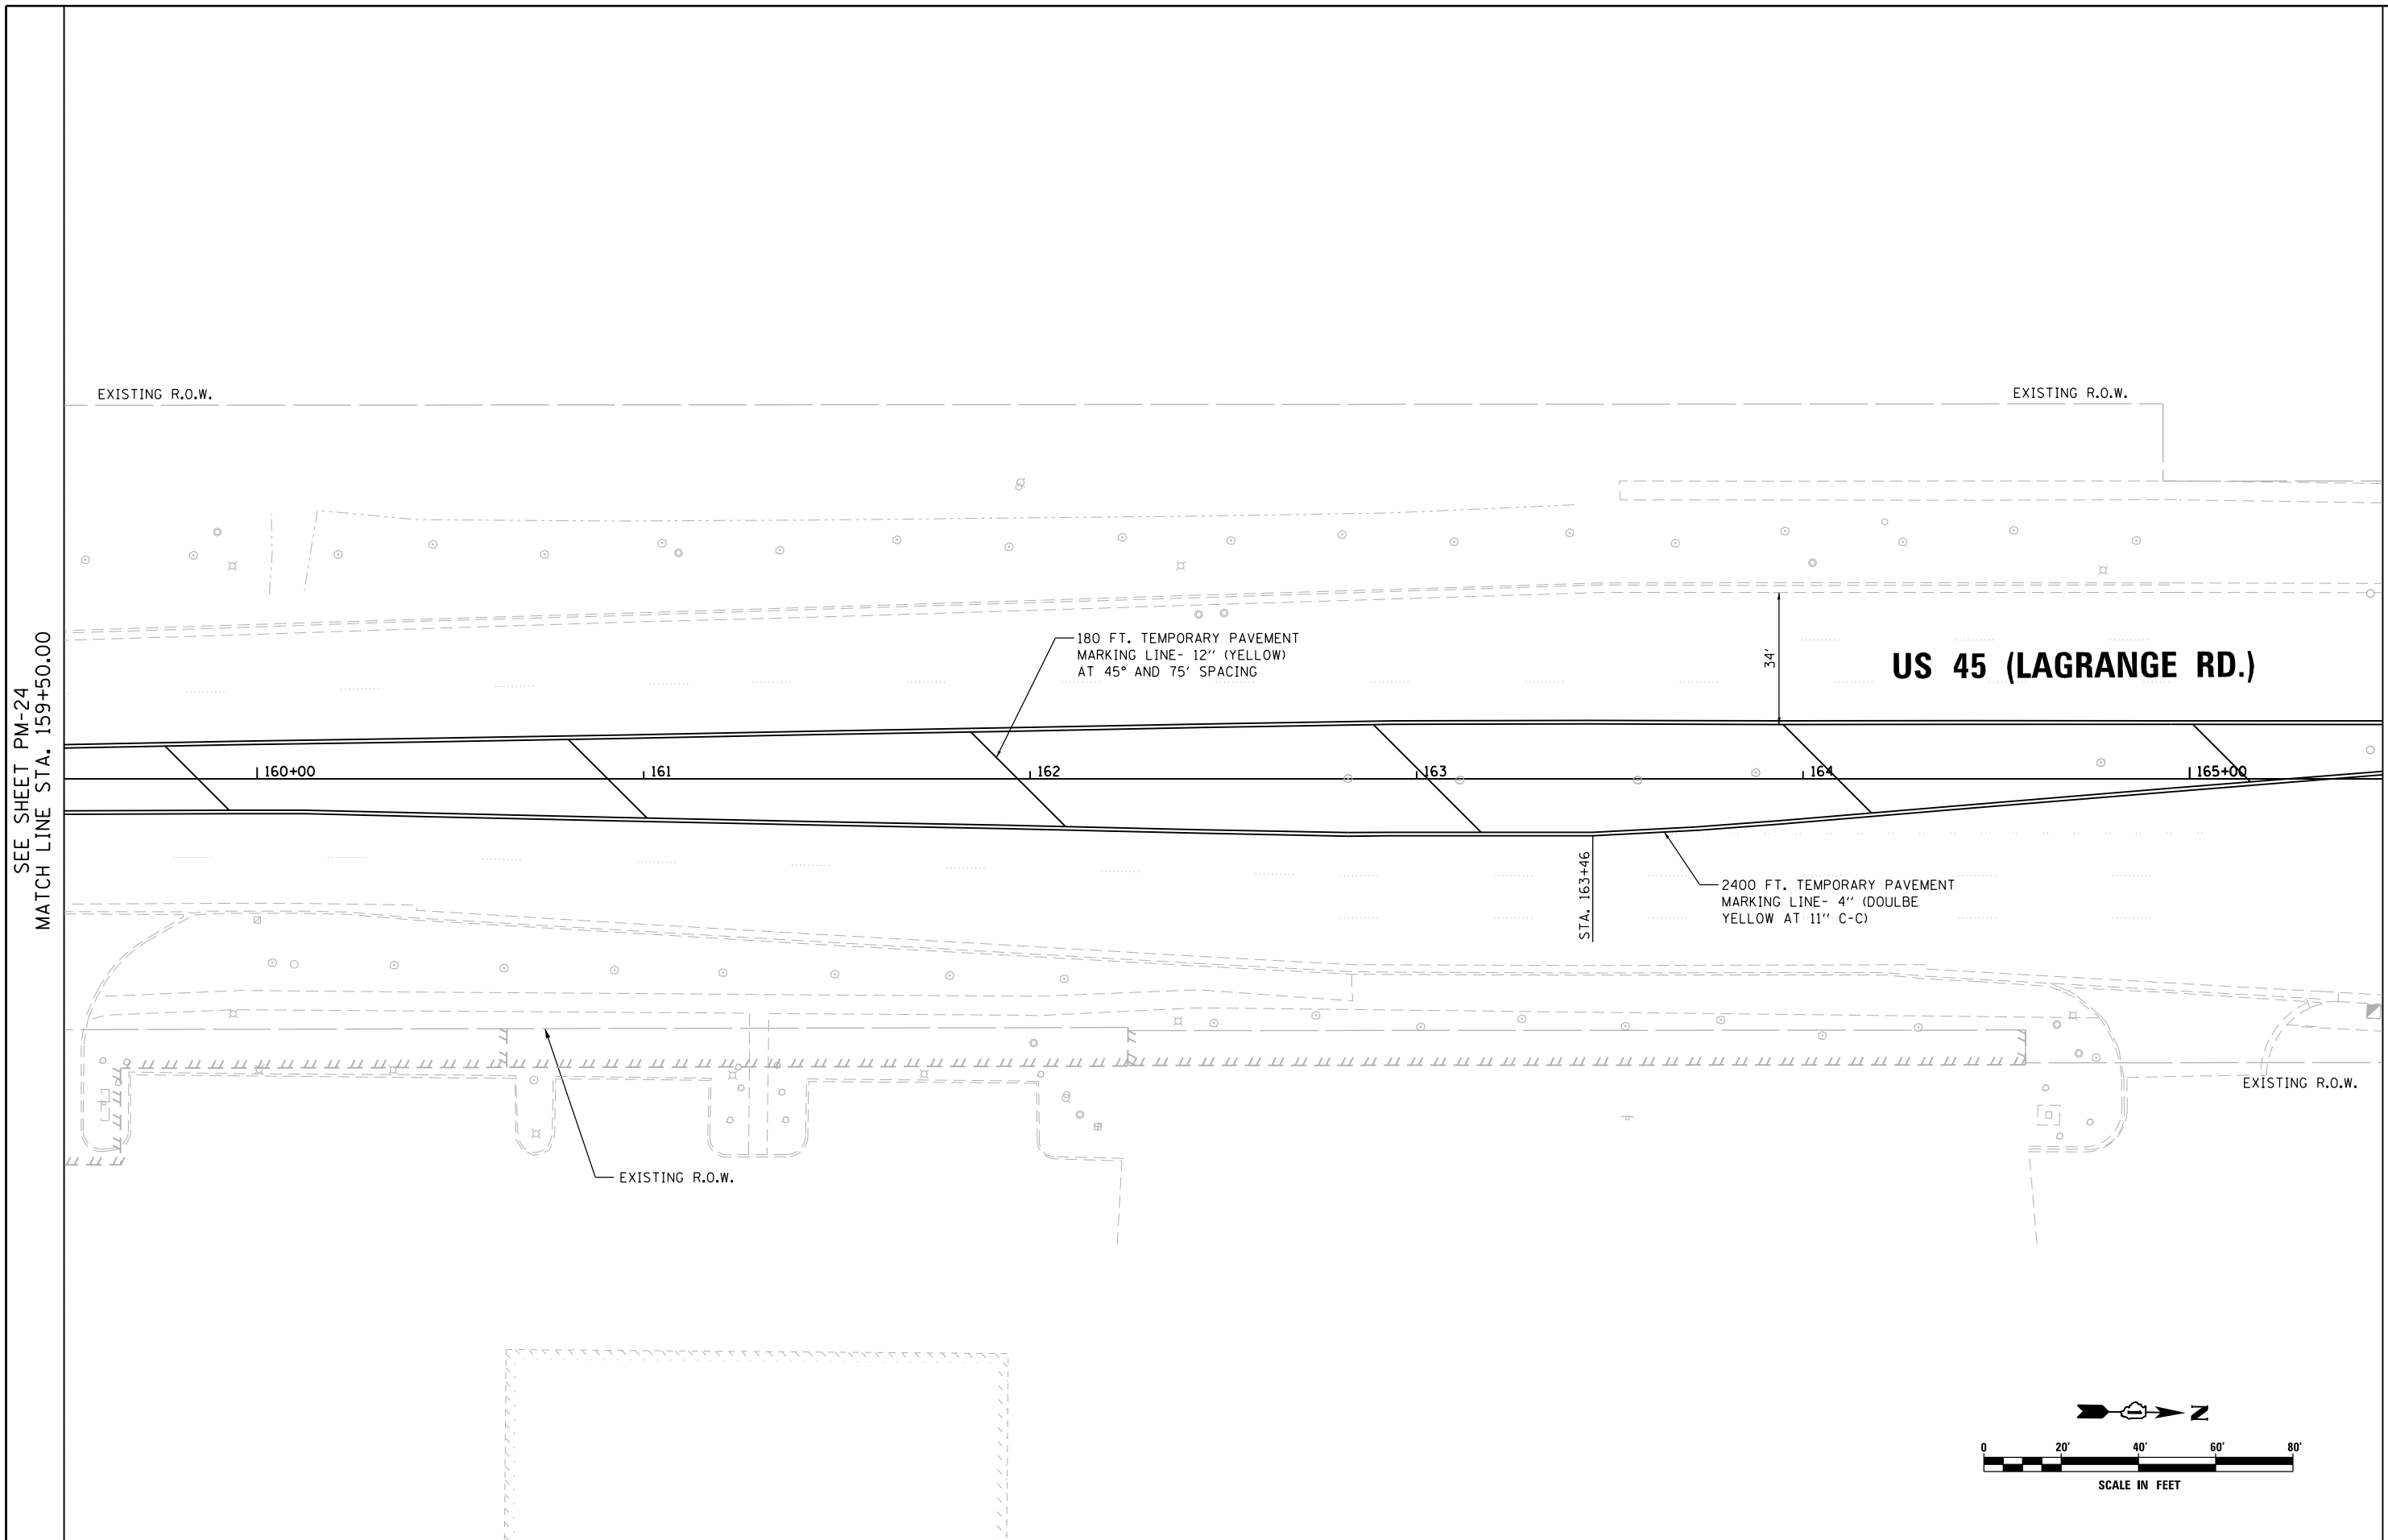 SEE SHEET PM-24
MATCH LINE STA. 159+50.00
EXISTING R.O.W.
EXISTING R.O.W.
180 FT. TEMPORARY PAVEMENT
MARKING LINE- 12'' (YELLOW)
AT 45° AND 75' SPACING
34'
US 45 (LAGRANGE RD.)
160+00
161
162
163
164
165+00
STA. 163+46
2400 FT. TEMPORARY PAVEMENT
MARKING LINE- 4'' (DOULBE
YELLOW AT 11'' C-C)
EXISTING R.O.W.
EXISTING R.O.W.
N
0 20' 40' 60' 80'
SCALE IN FEET